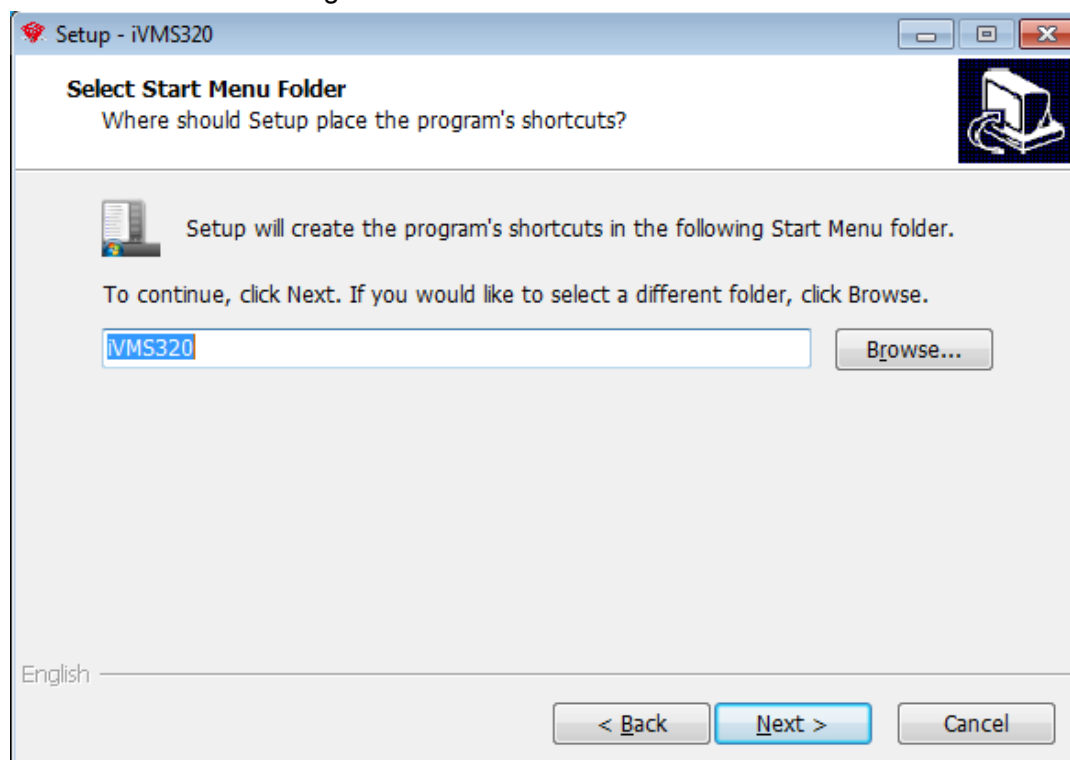 Setup - iVMS320
Select Start Menu Folder
Where should Setup place the program's shortcuts?
Setup will create the program's shortcuts in the following Start Menu folder.
To continue, click Next. If you would like to select a different folder, click Browse.
iVMS320
Browse...
English
< Back
Next >
Cancel